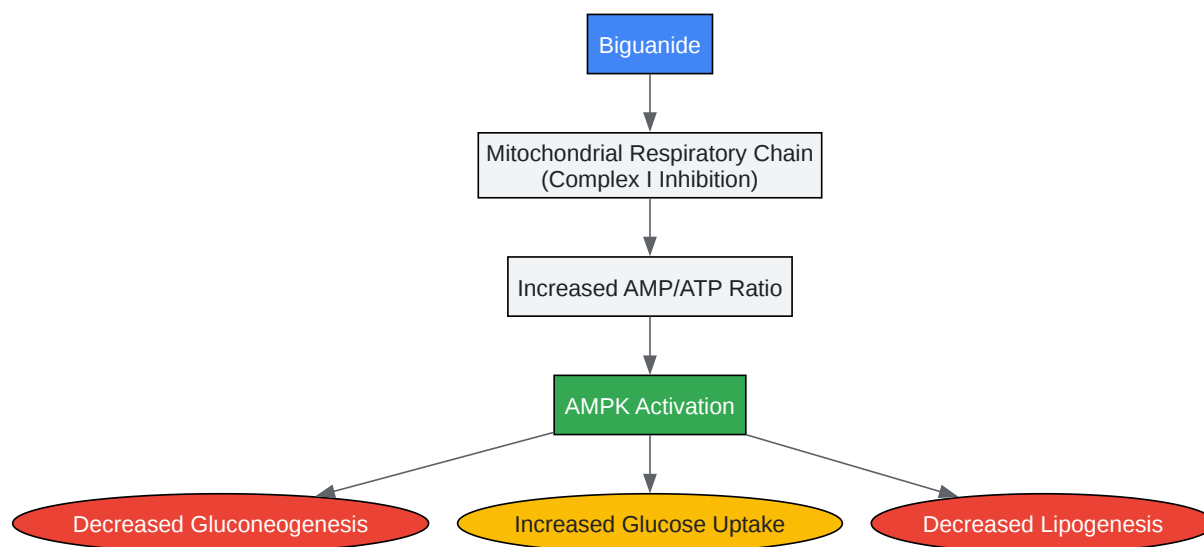 Biguanide
Mitochondrial Respiratory Chain
(Complex I Inhibition)
Increased AMP/ATP Ratio
AMPK Activation
Decreased Gluconeogenesis
Increased Glucose Uptake
Decreased Lipogenesis